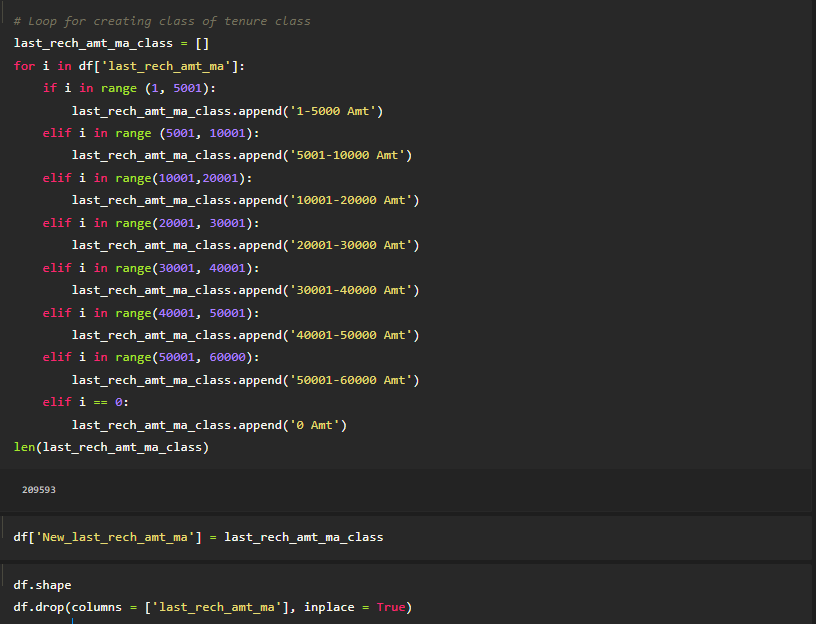 # Loop for creating class of tenure class
last_rech_amt_ma_class = []
for i in df['last_rech_amt_ma']:
    if i in range (1, 5001):
        last_rech_amt_ma_class.append('1-5000 Amt')
    elif i in range (5001, 10001):
        last_rech_amt_ma_class.append('5001-10000 Amt')
    elif i in range(10001,20001):
        last_rech_amt_ma_class.append('10001-20000 Amt')
    elif i in range(20001, 30001):
        last_rech_amt_ma_class.append('20001-30000 Amt')
    elif i in range(30001, 40001):
        last_rech_amt_ma_class.append('30001-40000 Amt')
    elif i in range(40001, 50001):
        last_rech_amt_ma_class.append('40001-50000 Amt')
    elif i in range(50001, 60000):
        last_rech_amt_ma_class.append('50001-60000 Amt')
    elif i == 0:
        last_rech_amt_ma_class.append('0 Amt')
len(last_rech_amt_ma_class)
209593
df['New_last_rech_amt_ma'] = last_rech_amt_ma_class
df.shape
df.drop(columns = ['last_rech_amt_ma'], inplace = True)